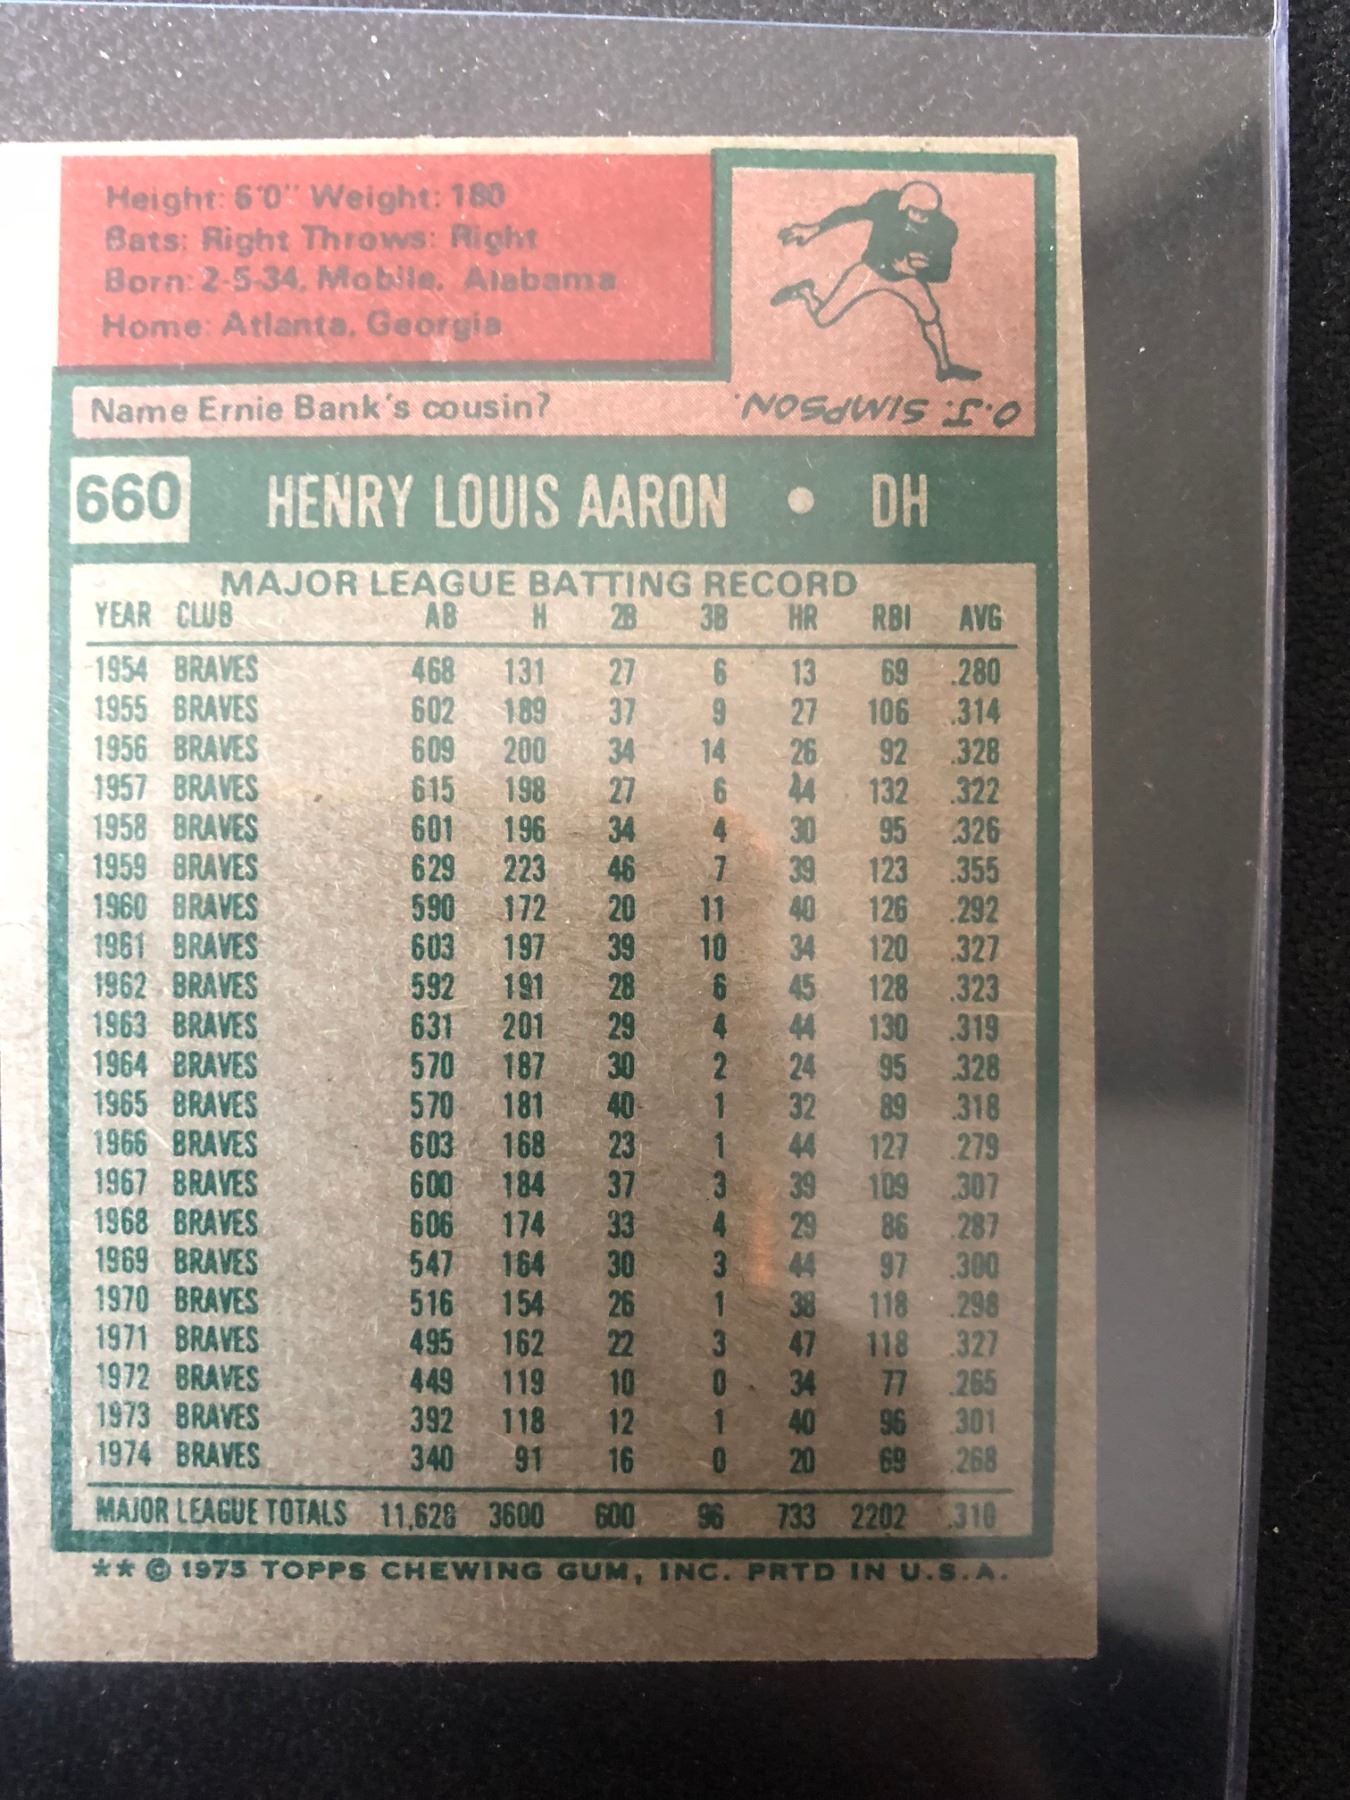 Height: 6'0" Weight: 180
Bats: Right Throws: Right
Born: 2-5-34, Mobile, Alabama
Home: Atlanta, Georgia
Name Ernie Bank's cousin?
O.J. SIMPSON.
660 HENRY LOUIS AARON • DH
MAJOR LEAGUE BATTING RECORD
YEAR CLUB AB H 2B 3B HR RBI AVG
1954 BRAVES 468 131 27 6 13 69 .280
1955 BRAVES 602 189 37 9 27 106 .314
1956 BRAVES 609 200 34 14 26 92 .328
1957 BRAVES 615 198 27 6 44 132 .322
1958 BRAVES 601 196 34 4 30 95 .326
1959 BRAVES 629 223 46 7 39 123 .355
1960 BRAVES 590 172 20 11 40 126 .292
1961 BRAVES 603 197 39 10 34 120 .327
1962 BRAVES 592 191 28 6 45 128 .323
1963 BRAVES 631 201 29 4 44 130 .319
1964 BRAVES 570 187 30 2 24 95 .328
1965 BRAVES 570 181 40 1 32 89 .318
1966 BRAVES 603 168 23 1 44 127 .279
1967 BRAVES 600 184 37 3 39 109 .307
1968 BRAVES 606 174 33 4 29 86 .287
1969 BRAVES 547 164 30 3 44 97 .300
1970 BRAVES 516 154 26 1 38 118 .298
1971 BRAVES 495 162 22 3 47 118 .327
1972 BRAVES 449 119 10 0 34 77 .265
1973 BRAVES 392 118 12 1 40 96 .301
1974 BRAVES 340 91 16 0 20 69 .268
MAJOR LEAGUE TOTALS 11,628 3600 600 96 733 2202 .310
** © 1975 TOPPS CHEWING GUM, INC. PRTD IN U.S.A.